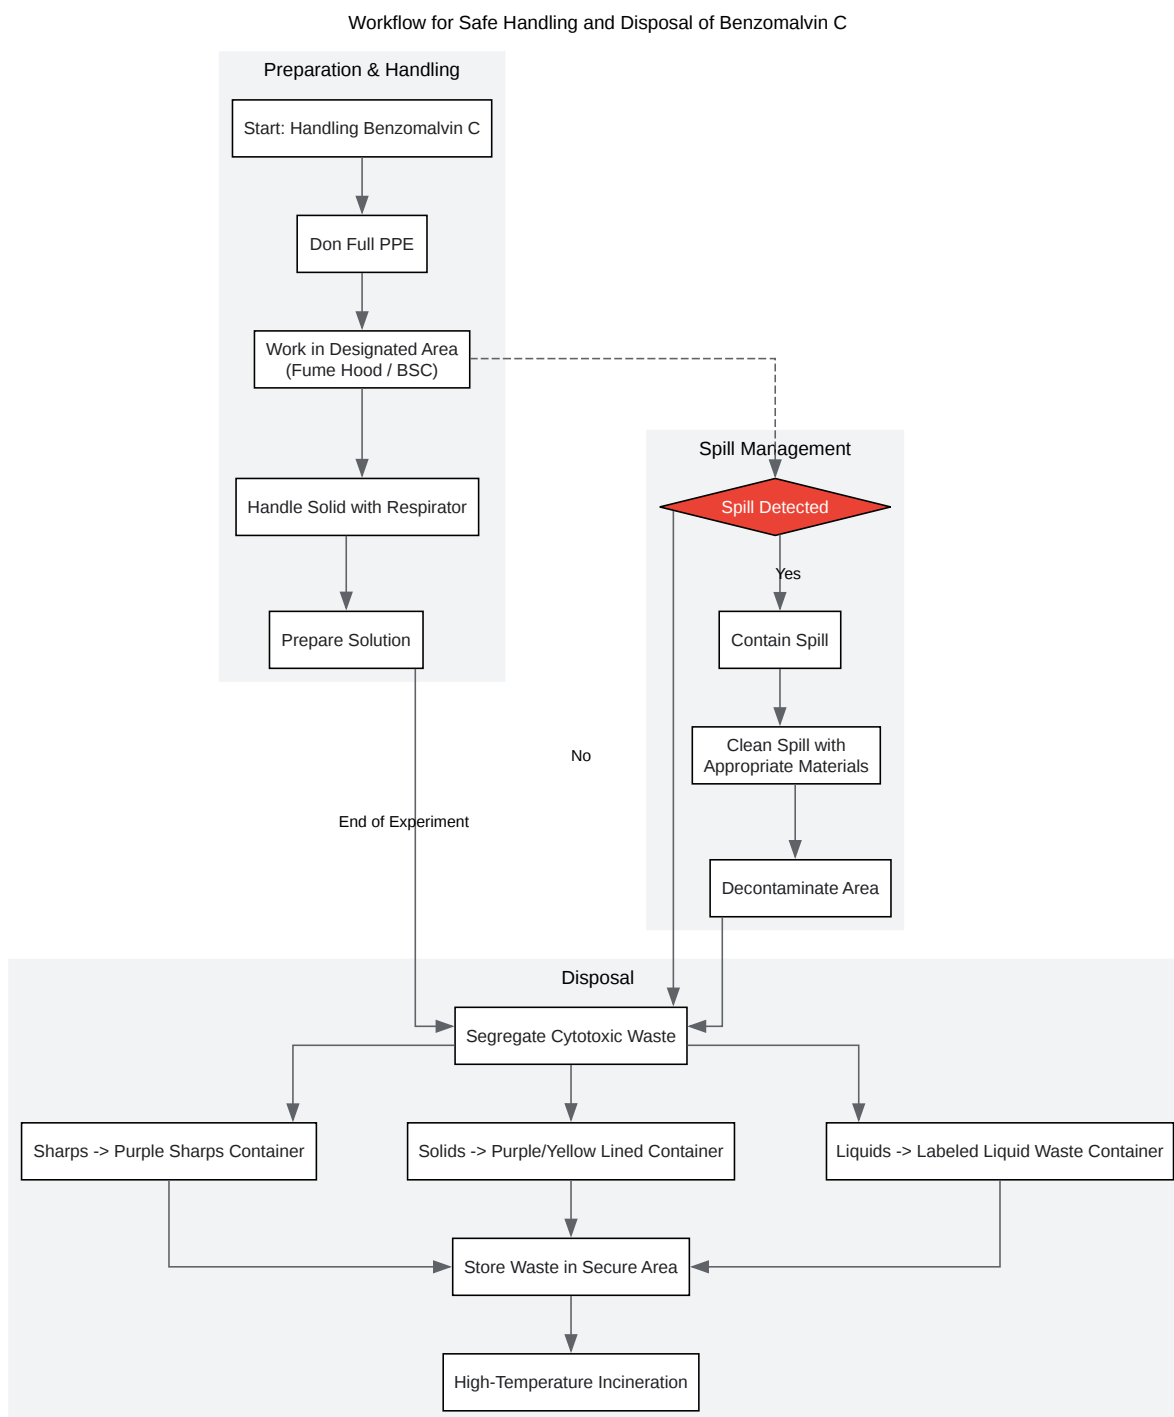 Workflow for Safe Handling and Disposal of Benzomalvin C
Preparation & Handling
Start: Handling Benzomalvin C
Don Full PPE
Work in Designated Area
(Fume Hood / BSC)
Handle Solid with Respirator
Prepare Solution
End of Experiment
Spill Management
Spill Detected
Yes
No
Contain Spill
Clean Spill with
Appropriate Materials
Decontaminate Area
Disposal
Segregate Cytotoxic Waste
Sharps -> Purple Sharps Container
Solids -> Purple/Yellow Lined Container
Liquids -> Labeled Liquid Waste Container
Store Waste in Secure Area
High-Temperature Incineration